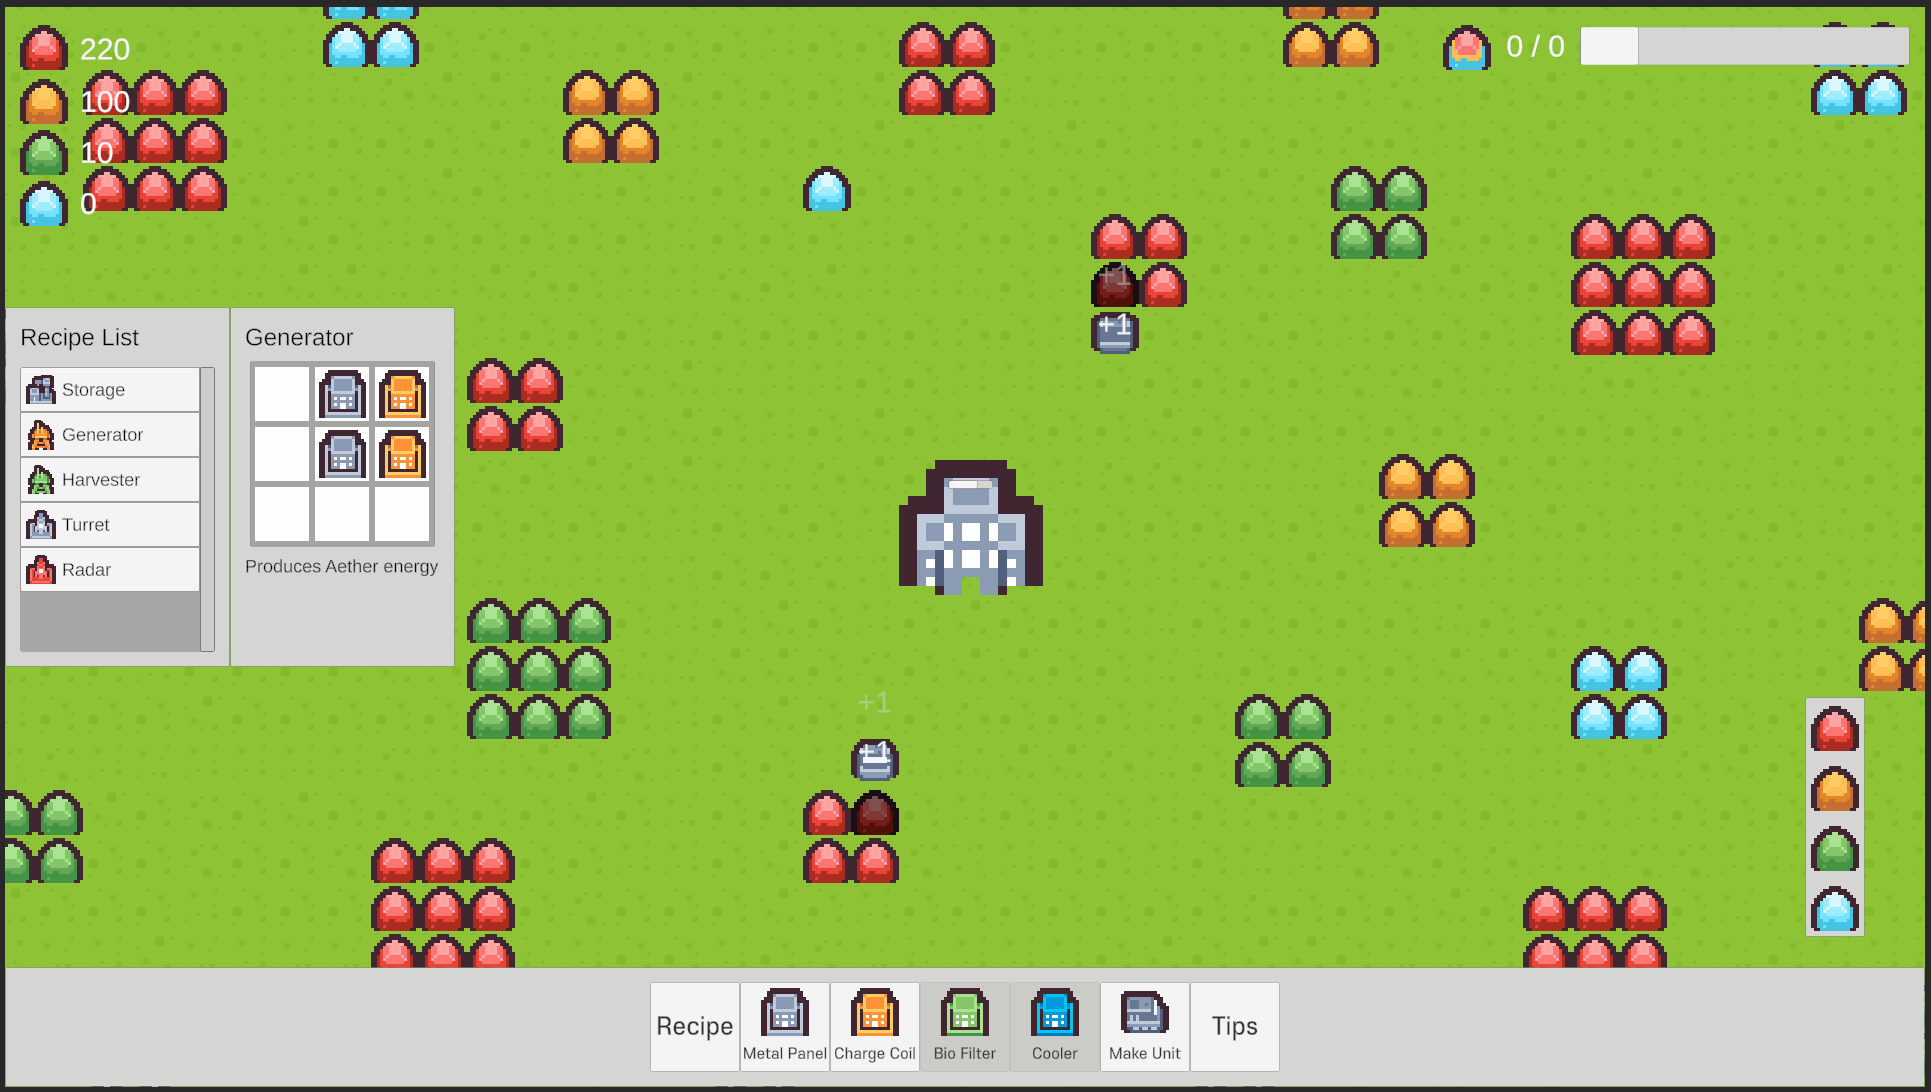 220
100
10
0
0 / 0
+1
+1
Recipe List
Storage
Generator
Harvester
Turret
Radar
Generator
Produces Aether energy
+1
+1
Recipe
Metal Panel
Charge Coil
Bio Filter
Cooler
Make Unit
Tips